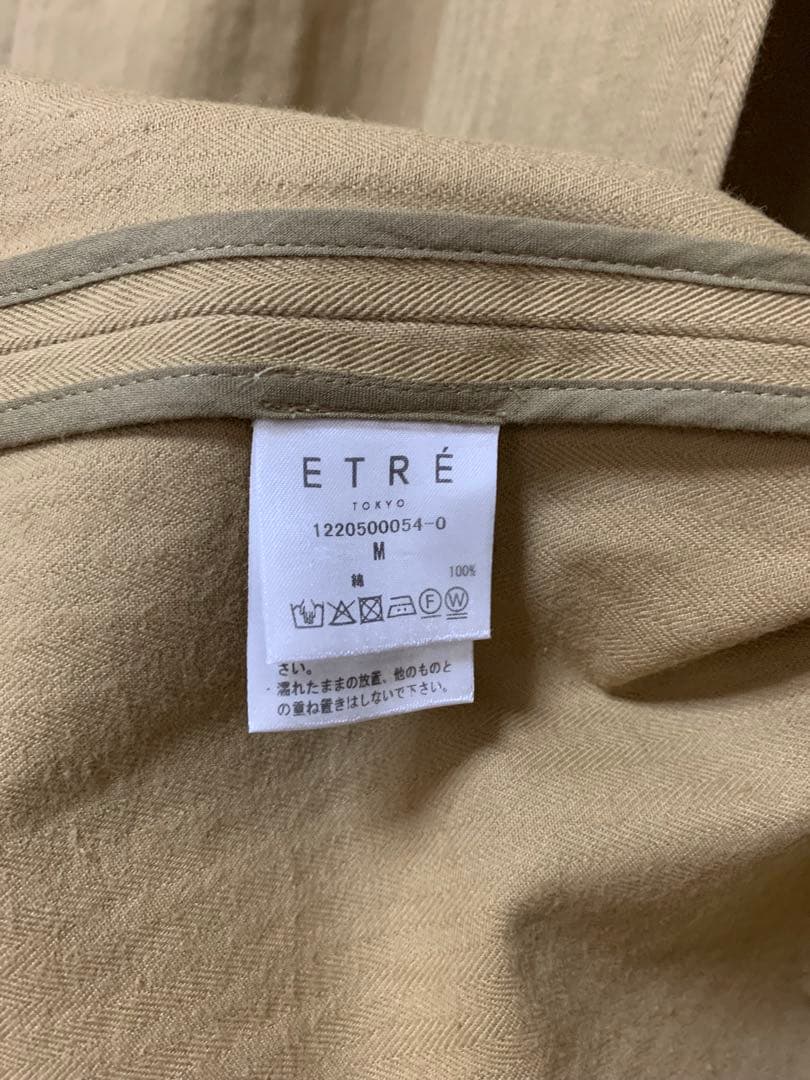 ETRÉ
TOKYO
1220500054-0
M
綿 100%
F W
さい。
・濡れたままの放置、他のものと
の重ね置きはしないで下さい。